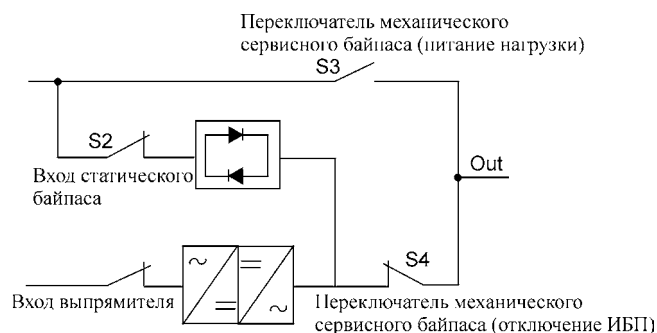 Переключатель механического
сервисного байпаса (питание нагрузки)
S3
S2
Вход статического
байпаса
Out
S4
Вход выпрямителя
Переключатель механического
сервисного байпаса (отключение ИБП)